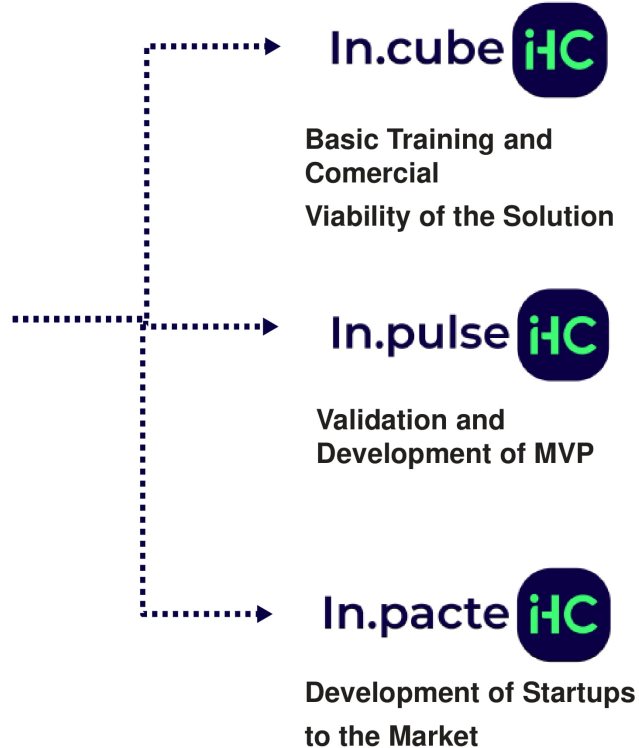 In.cube iHC
Basic Training and
Comercial
Viability of the Solution
In.pulse iHC
Validation and
Development of MVP
In.pacte iHC
Development of Startups
to the Market